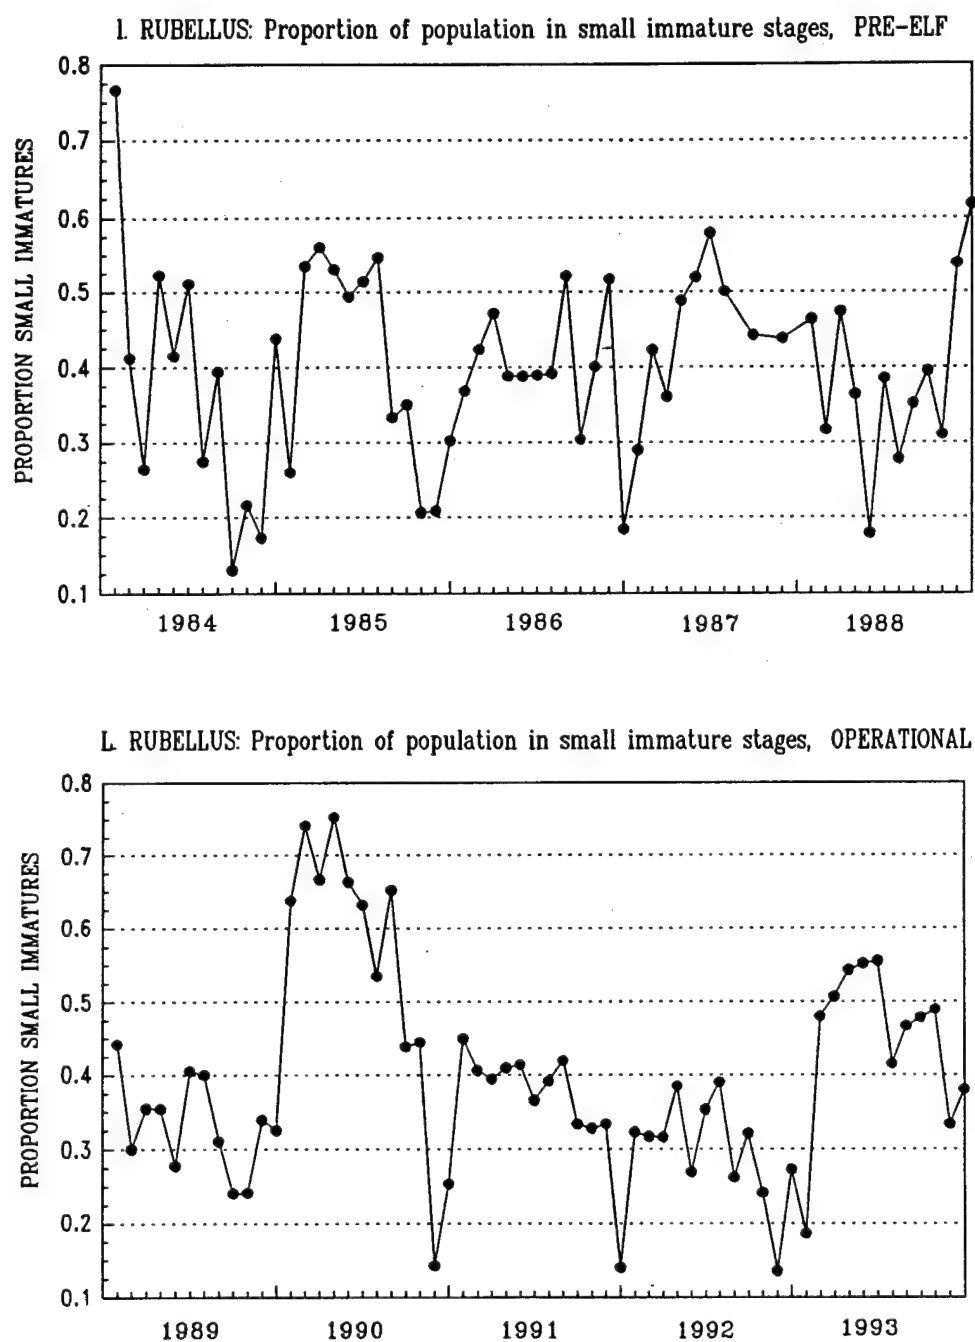 l. RUBELLUS: Proportion of population in small immature stages, PRE-ELF
PROPORTION SMALL IMMATURES
0.8
0.7
0.6
0.5
0.4
0.3
0.2
0.1
1984 1985 1986 1987 1988
L. RUBELLUS: Proportion of population in small immature stages, OPERATIONAL
PROPORTION SMALL IMMATURES
0.8
0.7
0.6
0.5
0.4
0.3
0.2
0.1
1989 1990 1991 1992 1993